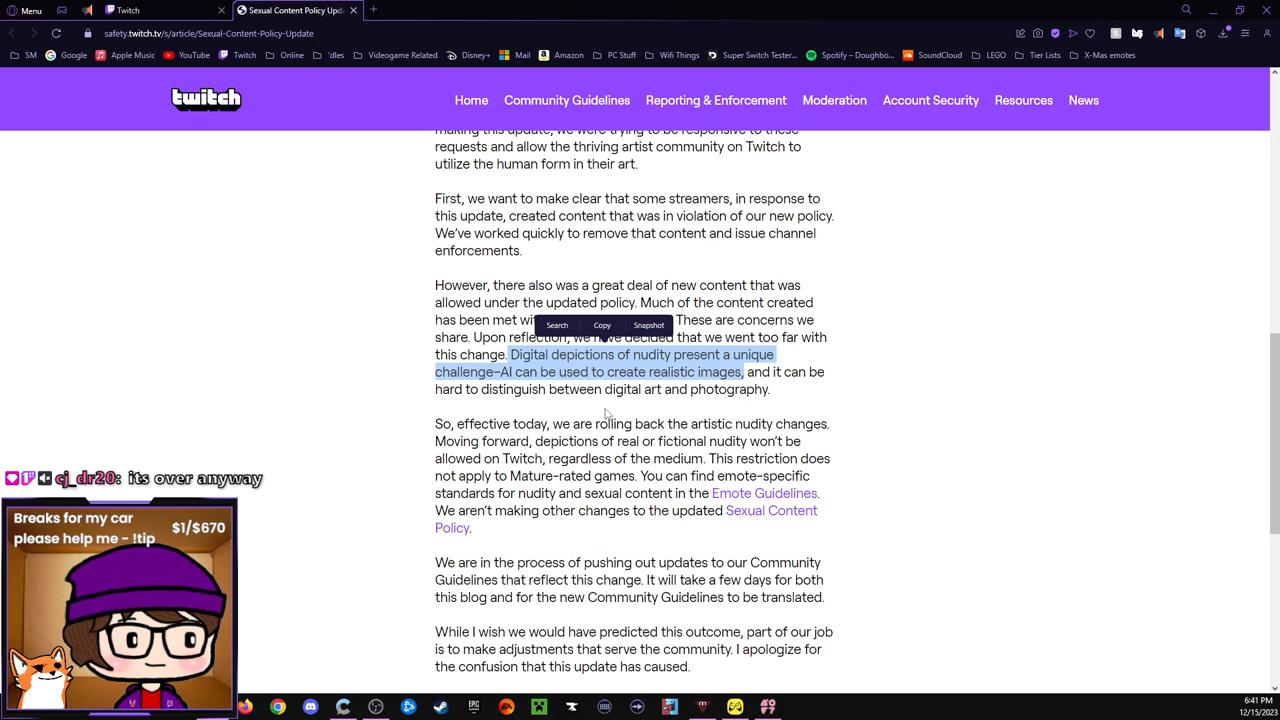 Menu
Twitch
Sexual Content Policy Upda
safety.twitch.tv/s/article/Sexual-Content-Policy-Update
SM Google Apple Music YouTube Twitch Online 'dles Videogame Related Disney+ Mail Amazon PC Stuff Wifi Things Super Switch Tester... Spotify – Doughbo... SoundCloud LEGO Tier Lists X-Mas emotes
twitch Home Community Guidelines Reporting & Enforcement Moderation Account Security Resources News
making this update, we were trying to be responsive to these
requests and allow the thriving artist community on Twitch to
utilize the human form in their art.
First, we want to make clear that some streamers, in response to
this update, created content that was in violation of our new policy.
We've worked quickly to remove that content and issue channel
enforcements.
However, there also was a great deal of new content that was
allowed under the updated policy. Much of the content created
has been met wi These are concerns we
Search Copy Snapshot
share. Upon reflection, we have decided that we went too far with
this change. Digital depictions of nudity present a unique
challenge–AI can be used to create realistic images, and it can be
hard to distinguish between digital art and photography.
So, effective today, we are rolling back the artistic nudity changes.
Moving forward, depictions of real or fictional nudity won't be
allowed on Twitch, regardless of the medium. This restriction does
not apply to Mature-rated games. You can find emote-specific
standards for nudity and sexual content in the Emote Guidelines.
We aren't making other changes to the updated Sexual Content
Policy.
We are in the process of pushing out updates to our Community
Guidelines that reflect this change. It will take a few days for both
this blog and for the new Community Guidelines to be translated.
While I wish we would have predicted this outcome, part of our job
is to make adjustments that serve the community. I apologize for
the confusion that this update has caused.
cj_dr20: its over anyway
Breaks for my car
please help me - !tip
$1/$670
EPIC
EA
6:41 PM
12/15/2023